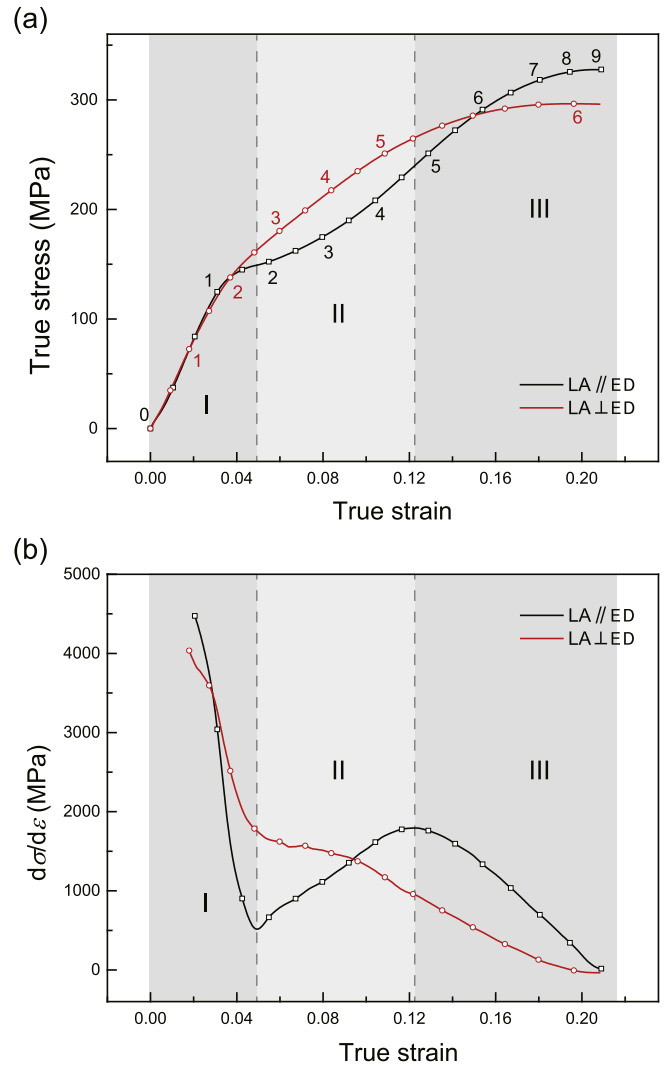 (a)
True stress (MPa)
300
200
100
0
0 1 2 3 4 5 6 7 8 9
1 2 3 4 5 6
I
II
III
LA // ED
LA ⊥ ED
0.00 0.04 0.08 0.12 0.16 0.20
True strain
(b)
dσ/dε (MPa)
5000
4000
3000
2000
1000
0
I
II
III
LA // ED
LA ⊥ ED
0.00 0.04 0.08 0.12 0.16 0.20
True strain